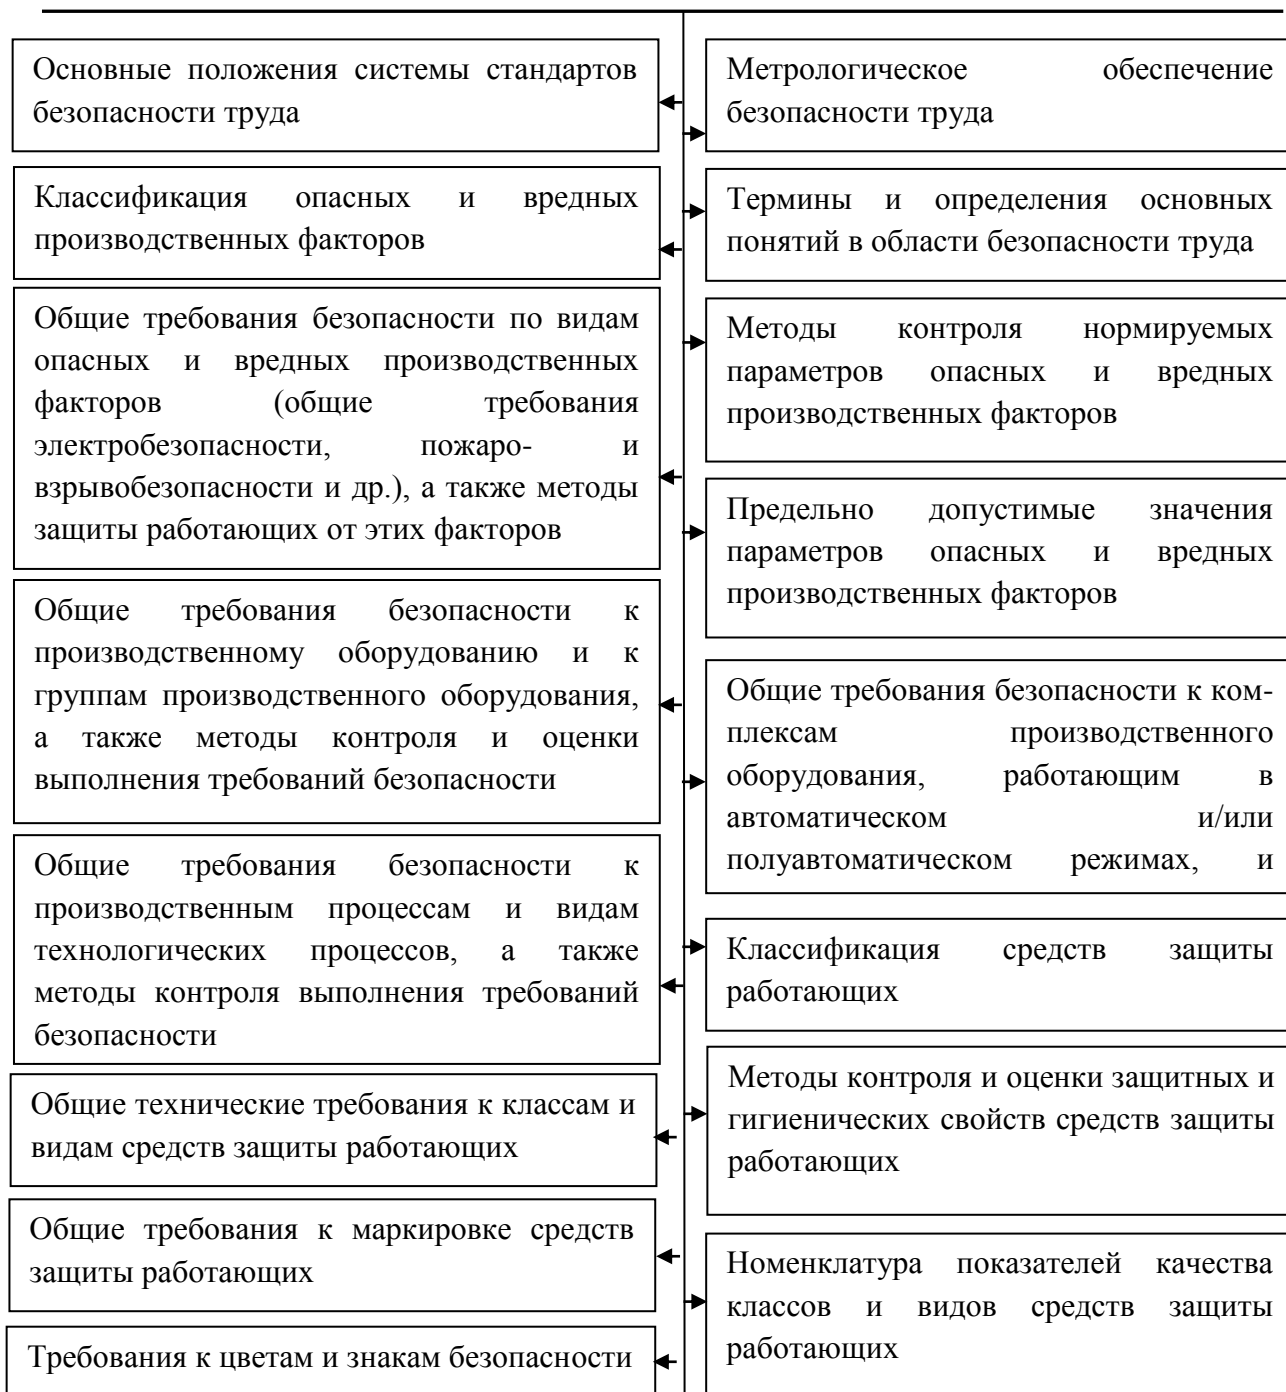 Основные положения системы стандартов
безопасности труда
Классификация опасных и вредных
производственных факторов
Общие требования безопасности по видам
опасных и вредных производственных
факторов (общие требования
электробезопасности, пожаро- и
взрывобезопасности и др.), а также методы
защиты работающих от этих факторов
Общие требования безопасности к
производственному оборудованию и к
группам производственного оборудования,
а также методы контроля и оценки
выполнения требований безопасности
Общие требования безопасности к
производственным процессам и видам
технологических процессов, а также
методы контроля выполнения требований
безопасности
Общие технические требования к классам и
видам средств защиты работающих
Общие требования к маркировке средств
защиты работающих
Требования к цветам и знакам безопасности
Метрологическое обеспечение
безопасности труда
Термины и определения основных
понятий в области безопасности труда
Методы контроля нормируемых
параметров опасных и вредных
производственных факторов
Предельно допустимые значения
параметров опасных и вредных
производственных факторов
Общие требования безопасности к ком-
плексам производственного
оборудования, работающим в
автоматическом и/или
полуавтоматическом режимах, и
Классификация средств защиты
работающих
Методы контроля и оценки защитных и
гигиенических свойств средств защиты
работающих
Номенклатура показателей качества
классов и видов средств защиты
работающих